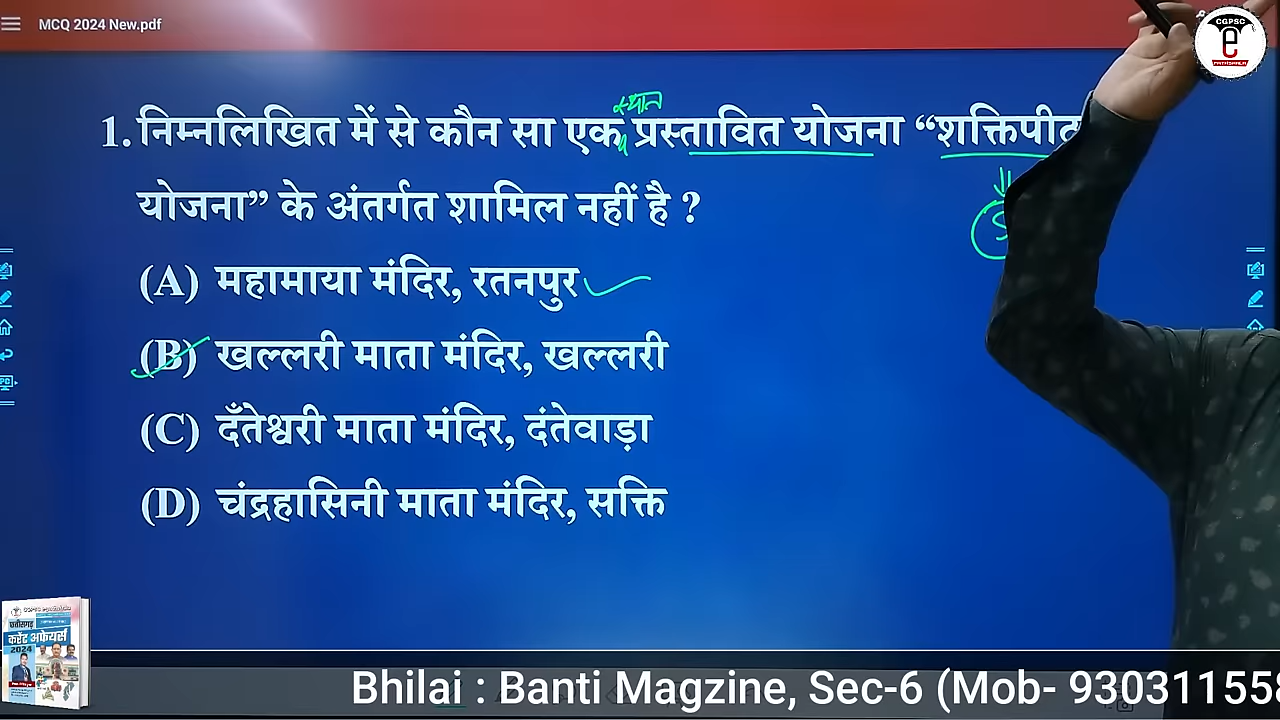 MCQ 2024 New.pdf
CGPSC
e
स्थान
1. निम्नलिखित में से कौन सा एक प्रस्तावित योजना “शक्तिपीठ
योजना” के अंतर्गत शामिल नहीं है ?
(A) महामाया मंदिर, रतनपुर
(B) खल्लरी माता मंदिर, खल्लरी
(C) दँतेश्वरी माता मंदिर, दंतेवाड़ा
(D) चंद्रहासिनी माता मंदिर, सक्ति
छत्तीसगढ़
करेंट अफेयर्स
2024
Bhilai : Banti Magzine, Sec-6 (Mob- 930311558